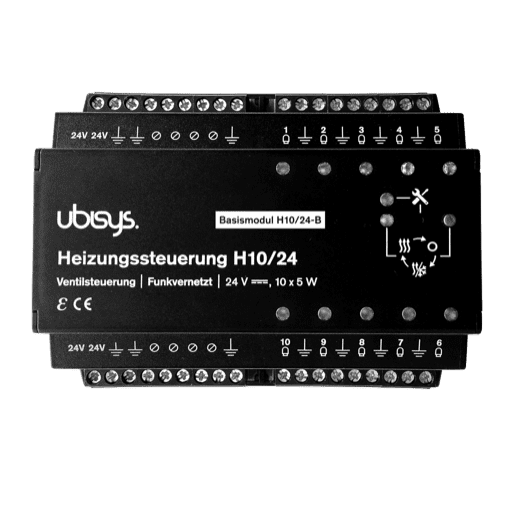 24V 24V 1 2 3 4 5
ubisys.
Basismodul H10/24-B
Heizungssteuerung H10/24
Ventilsteuerung | Funkvernetzt | 24 V ⎓, 10 x 5 W
ℰ CE
24V 24V 10 9 8 7 6